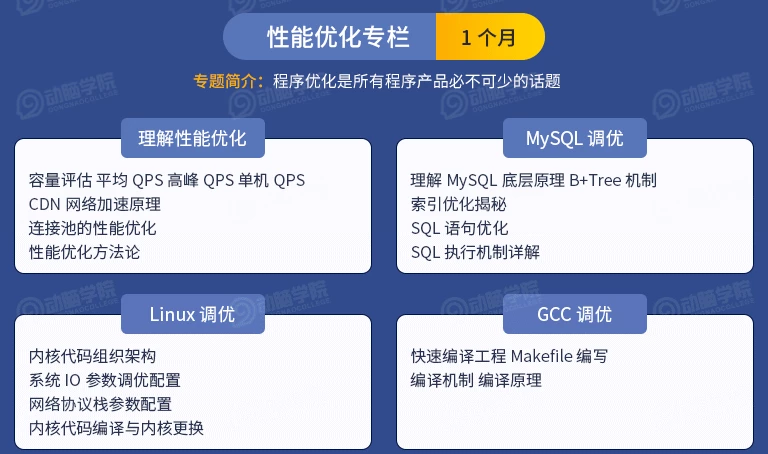 性能优化专栏 1 个月
专题简介：程序优化是所有程序产品必不可少的话题
理解性能优化
容量评估 平均 QPS 高峰 QPS 单机 QPS
CDN 网络加速原理
连接池的性能优化
性能优化方法论
MySQL 调优
理解 MySQL 底层原理 B+Tree 机制
索引优化揭秘
SQL 语句优化
SQL 执行机制详解
Linux 调优
内核代码组织架构
系统 IO 参数调优配置
网络协议栈参数配置
内核代码编译与内核更换
GCC 调优
快速编译工程 Makefile 编写
编译机制 编译原理
动脑学院